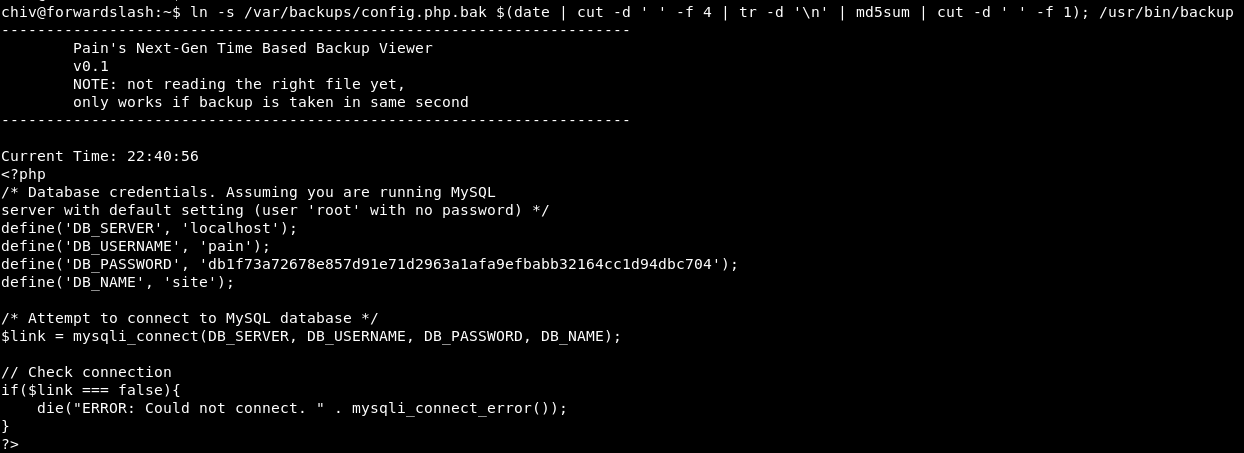 chiv@forwardslash:~$ ln -s /var/backups/config.php.bak $(date | cut -d ' ' -f 4 | tr -d '\n' | md5sum | cut -d ' ' -f 1); /usr/bin/backup
----------------------------------------------------------------------
        Pain's Next-Gen Time Based Backup Viewer
        v0.1
        NOTE: not reading the right file yet,
        only works if backup is taken in same second
----------------------------------------------------------------------

Current Time: 22:40:56
<?php
/* Database credentials. Assuming you are running MySQL
server with default setting (user 'root' with no password) */
define('DB_SERVER', 'localhost');
define('DB_USERNAME', 'pain');
define('DB_PASSWORD', 'db1f73a72678e857d91e71d2963a1afa9efbabb32164cc1d94dbc704');
define('DB_NAME', 'site');

/* Attempt to connect to MySQL database */
$link = mysqli_connect(DB_SERVER, DB_USERNAME, DB_PASSWORD, DB_NAME);

// Check connection
if($link === false){
    die("ERROR: Could not connect. " . mysqli_connect_error());
}
?>